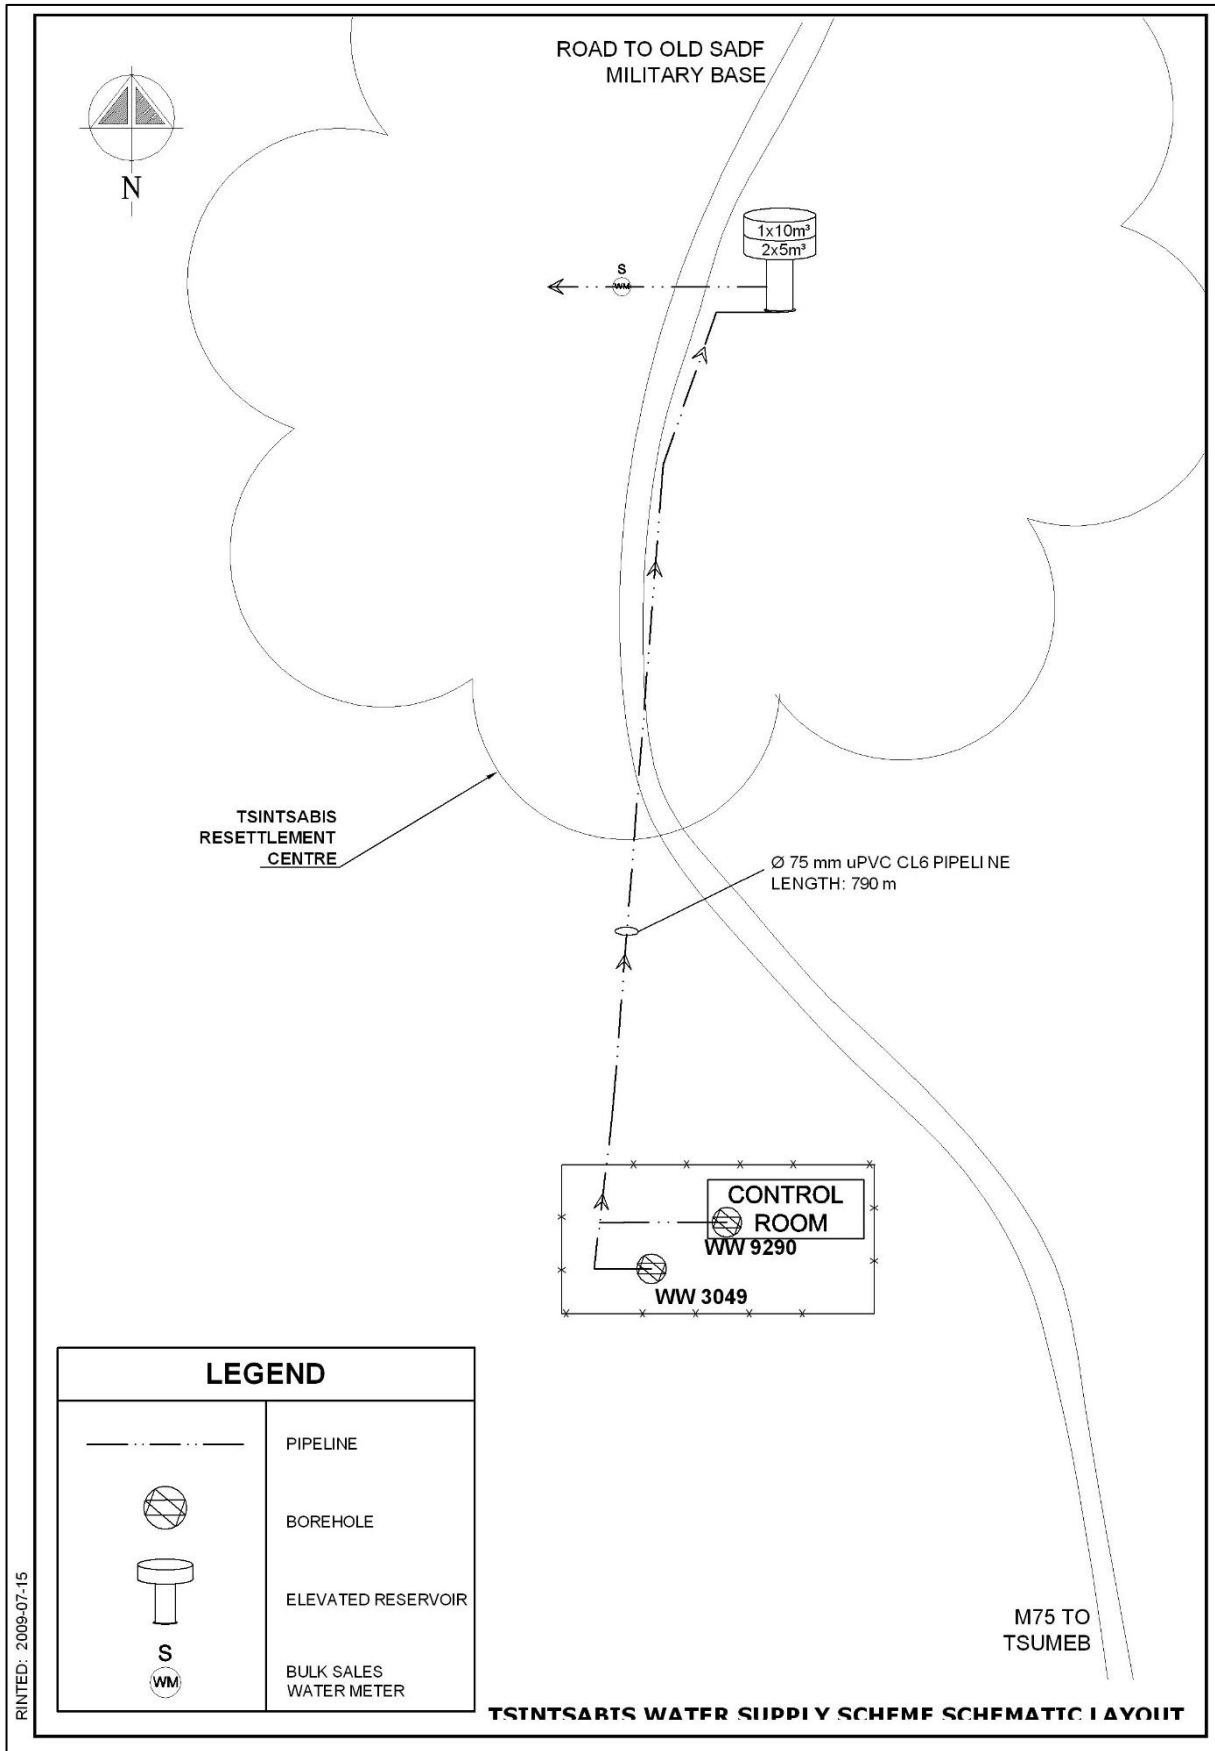 ROAD TO OLD SADF
MILITARY BASE
N
1x10m³
2x5m³
S
WM
TSINTSABIS
RESETTLEMENT
CENTRE
Ø 75 mm uPVC CL6 PIPELINE
LENGTH: 790 m
CONTROL
ROOM
WW 9290
WW 3049
LEGEND
PIPELINE
BOREHOLE
ELEVATED RESERVOIR
S
WM
BULK SALES
WATER METER
M75 TO
TSUMEB
TSINTSABIS WATER SUPPLY SCHEME SCHEMATIC LAYOUT
RINTED: 2009-07-15